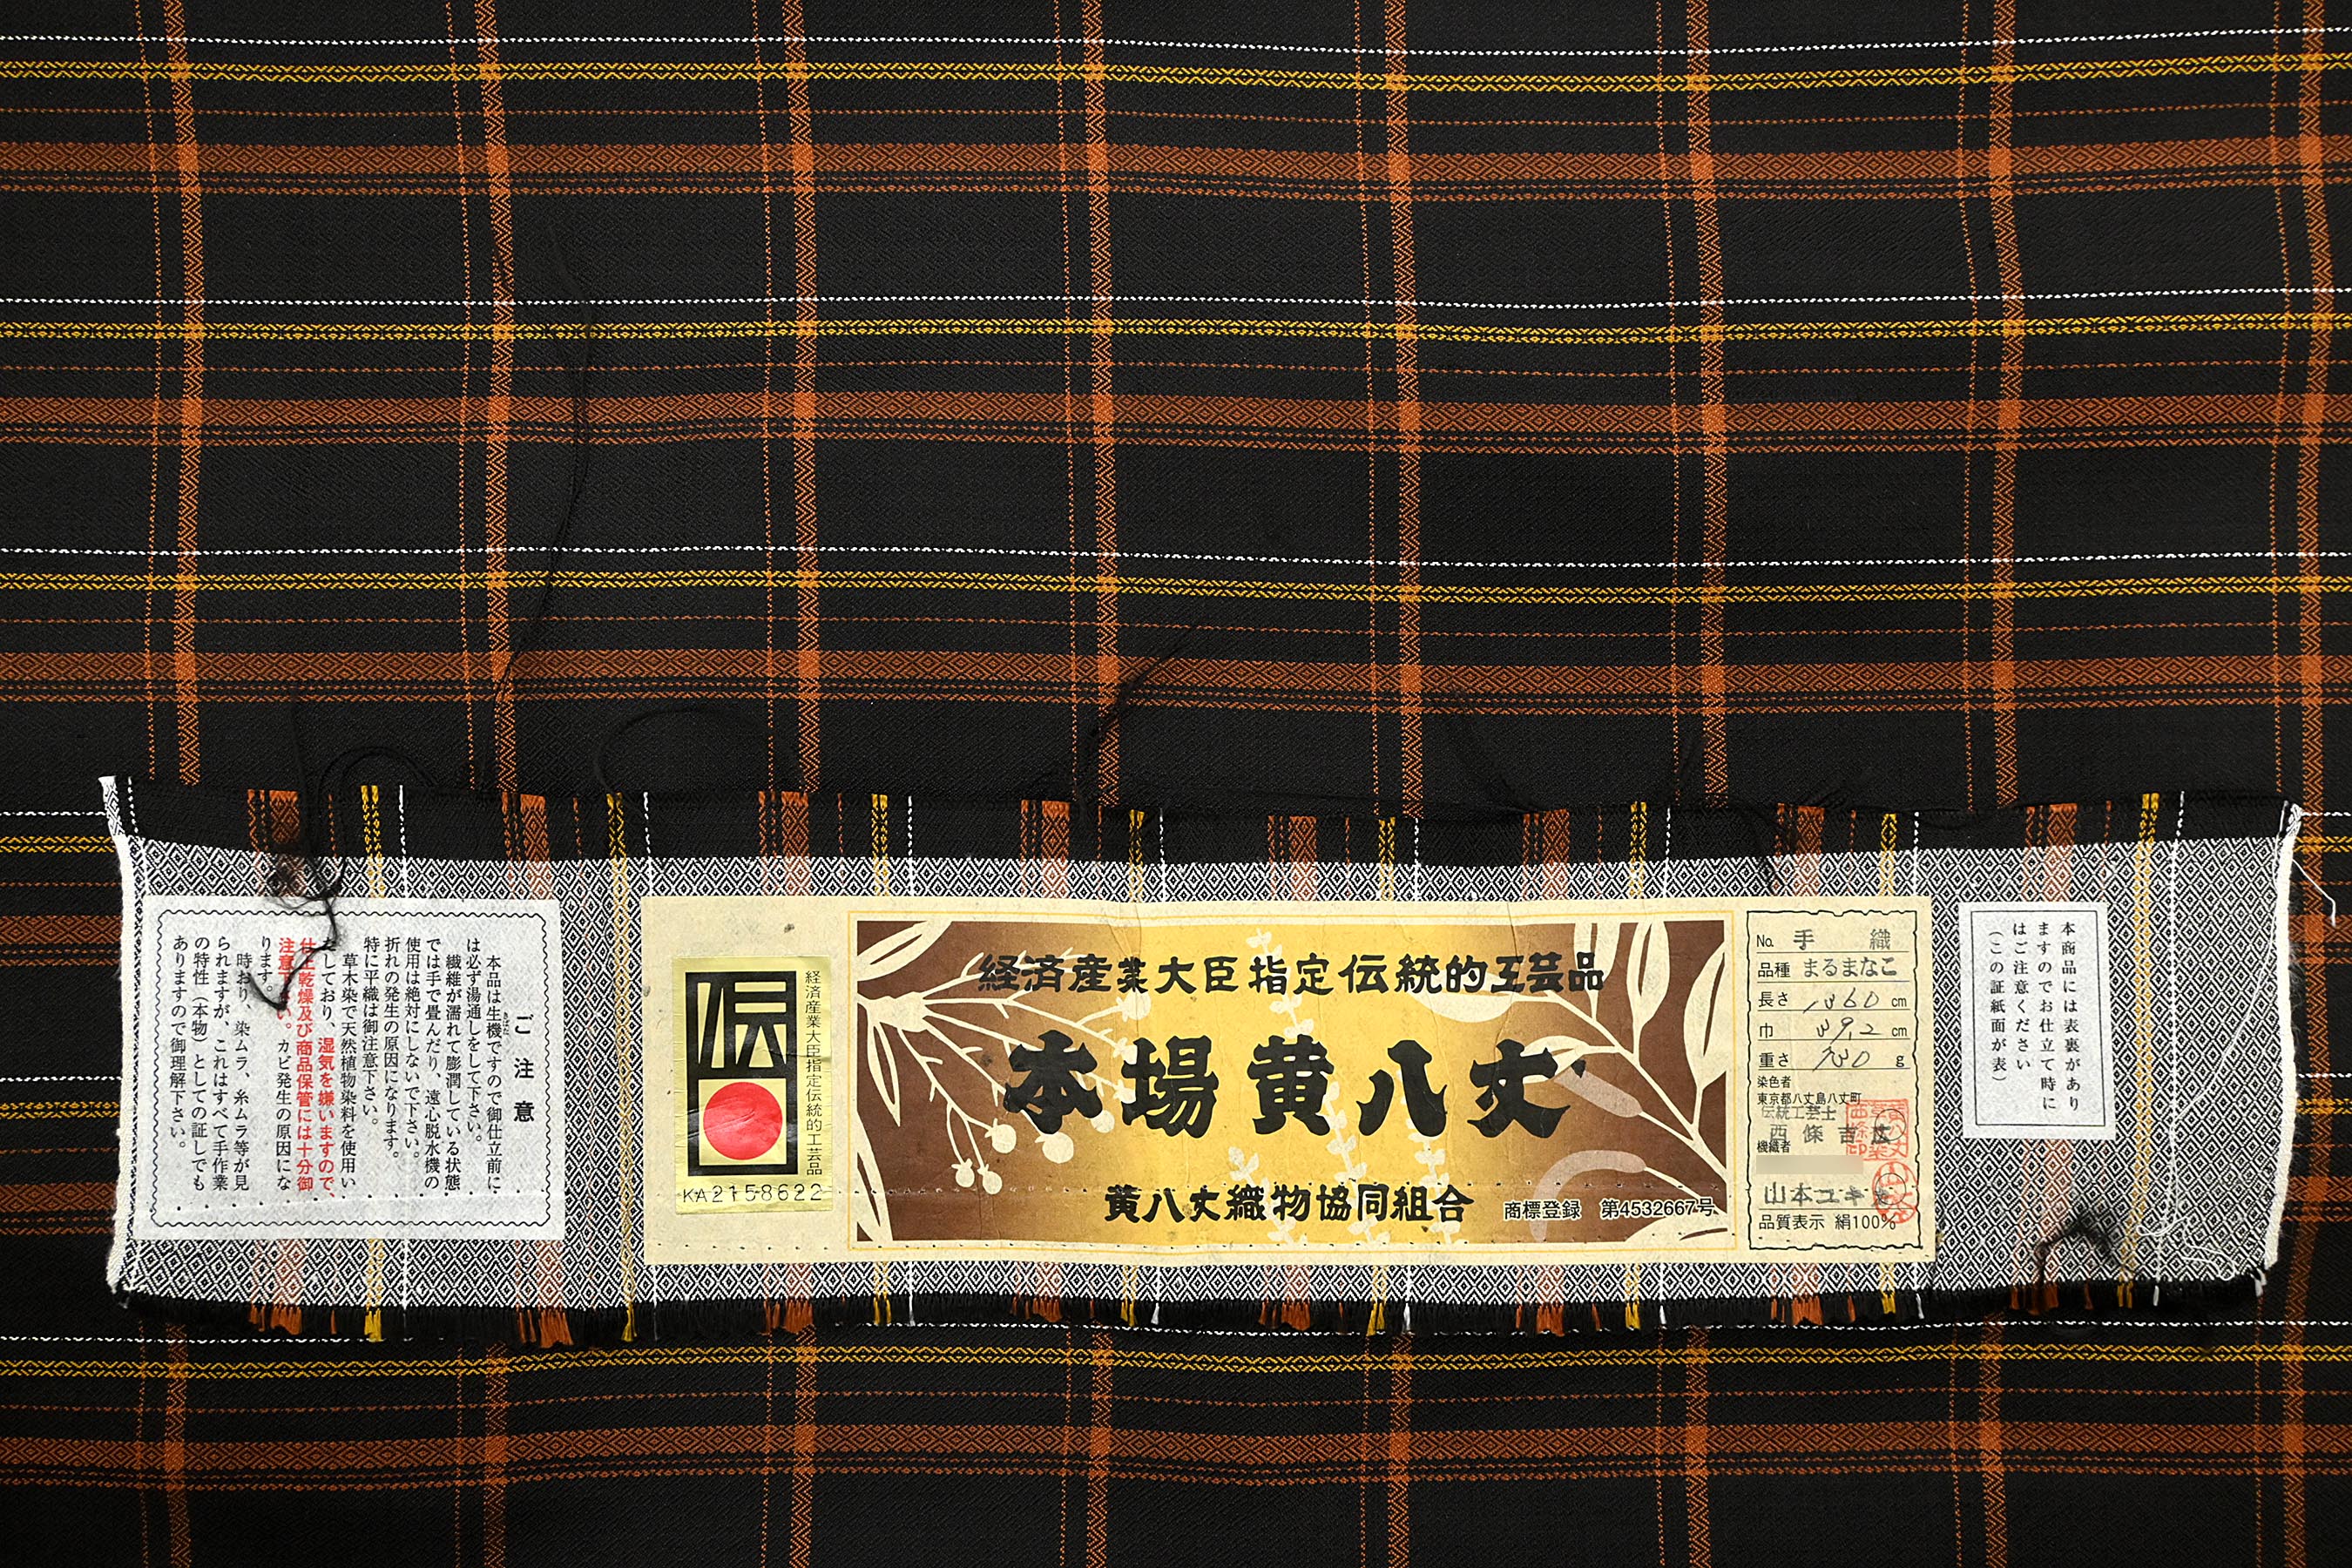 ご注意
本品は生機ですので御仕立前に
は必ず湯通しをして下さい。
繊維が濡れて膨潤している状態
では手で畳んだり、遠心脱水機の
使用は絶対にしないで下さい。
折れの発生の原因になります。
特に平織は御注意下さい。
草木染で天然植物染料を使用い
しており、湿気を嫌いますので、
仕上乾燥及び商品保管には十分御
注意下さい。カビ発生の原因にな
ります。
時おり、染ムラ、糸ムラ等が見
られますが、これはすべて手作業
の特性（本物）としての証しでも
ありますので御理解下さい。
伝
経済産業大臣指定伝統的工芸品
KA2158622
経済産業大臣指定伝統的工芸品
本場黄八丈
黄八丈織物協同組合
商標登録 第4532667号
No. 手織
品種 まるまなこ
長さ 1360 cm
巾 39.2 cm
重さ 730 g
染色者
東京都八丈島八丈町
伝統工芸士
西條吉広
機織者
山本ユキ
品質表示 絹100%
本商品には表裏があり
ますのでお仕立て時に
はご注意ください
（この証紙面が表）